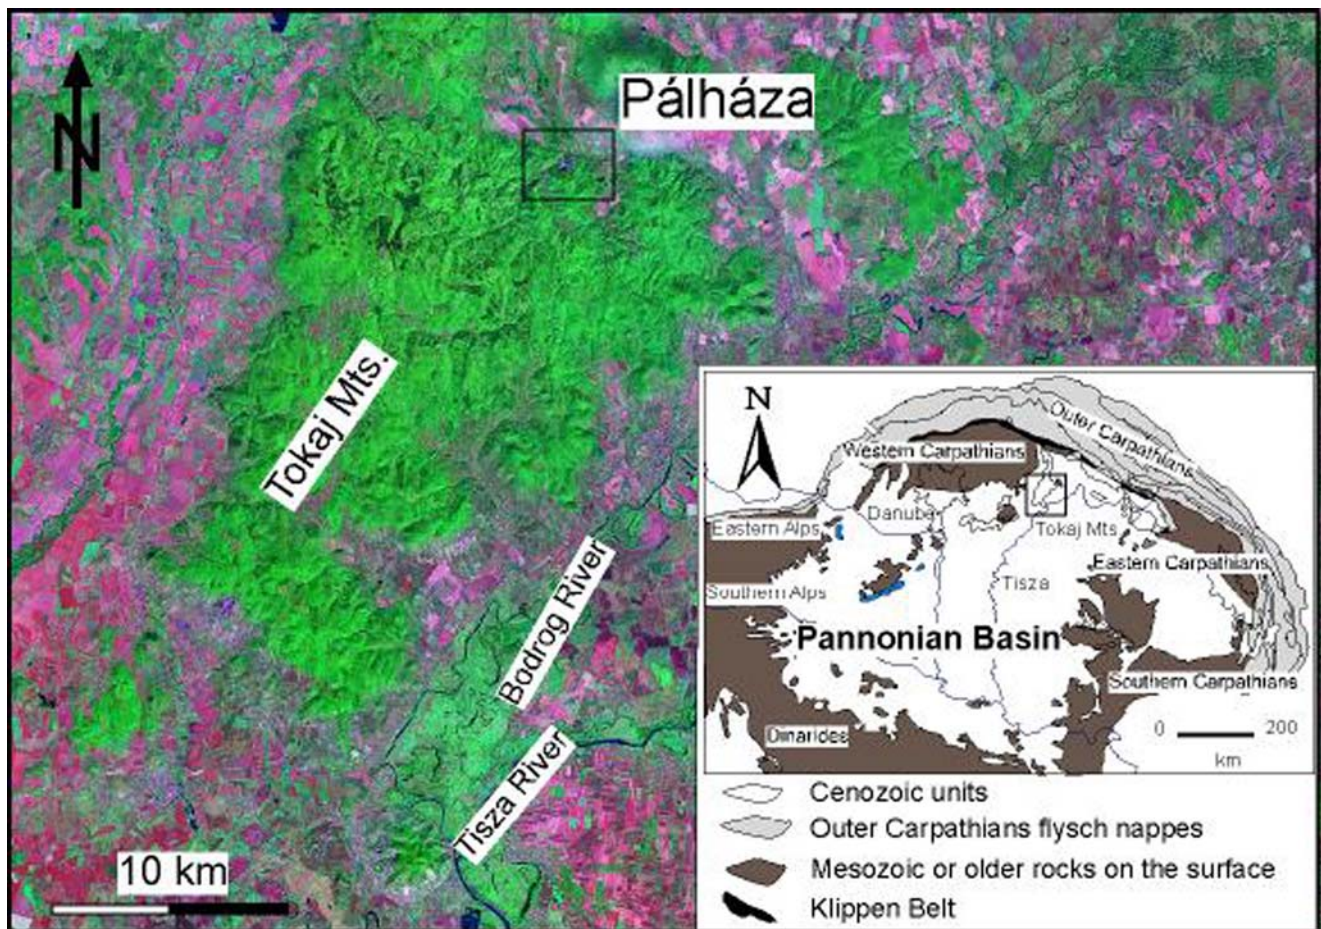 N
Pálháza
Tokaj Mts.
Bodrog River
Tisza River
10 km
N
Outer Carpathians
Western Carpathians
Danube
Eastern Alps
Tokaj Mts
Eastern Carpathians
Tisza
Southern Alps
Pannonian Basin
Southern Carpathians
Dinarides
0 200
km
Cenozoic units
Outer Carpathians flysch nappes
Mesozoic or older rocks on the surface
Klippen Belt